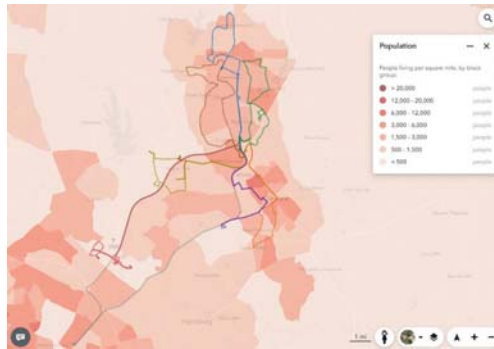 Population
People living per square mile, by block
group.
> 20,000 people
12,000 - 20,000 people
6,000 - 12,000 people
3,000 - 6,000 people
1,500 - 3,000 people
500 - 1,500 people
< 500 people
1 mi